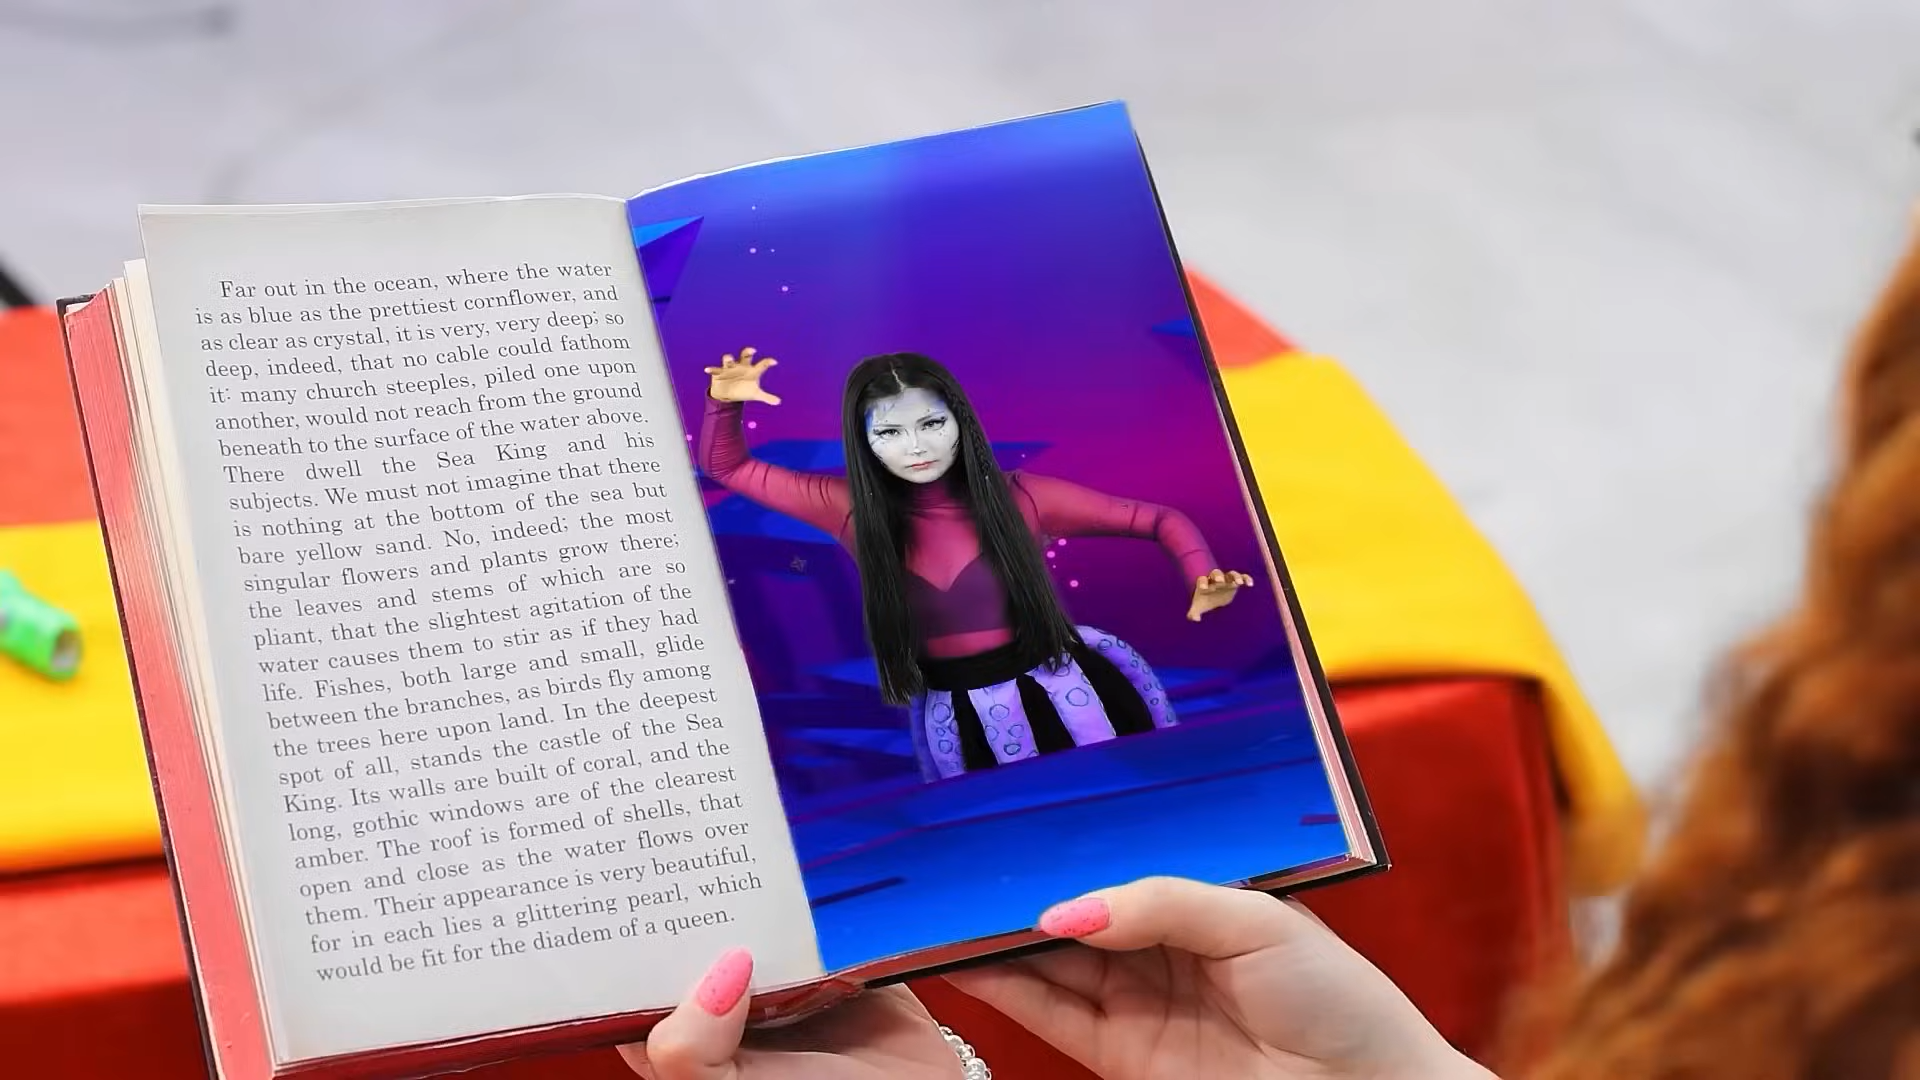 Far out in the ocean, where the water
is as blue as the prettiest cornflower, and
as clear as crystal, it is very, very deep; so
deep, indeed, that no cable could fathom
it: many church steeples, piled one upon
another, would not reach from the ground
beneath to the surface of the water above.
There dwell the Sea King and his
subjects. We must not imagine that there
is nothing at the bottom of the sea but
bare yellow sand. No, indeed; the most
singular flowers and plants grow there;
the leaves and stems of which are so
pliant, that the slightest agitation of the
water causes them to stir as if they had
life. Fishes, both large and small, glide
between the branches, as birds fly among
the trees here upon land. In the deepest
spot of all, stands the castle of the Sea
King. Its walls are built of coral, and the
long, gothic windows are of the clearest
amber. The roof is formed of shells, that
open and close as the water flows over
them. Their appearance is very beautiful,
for in each lies a glittering pearl, which
would be fit for the diadem of a queen.